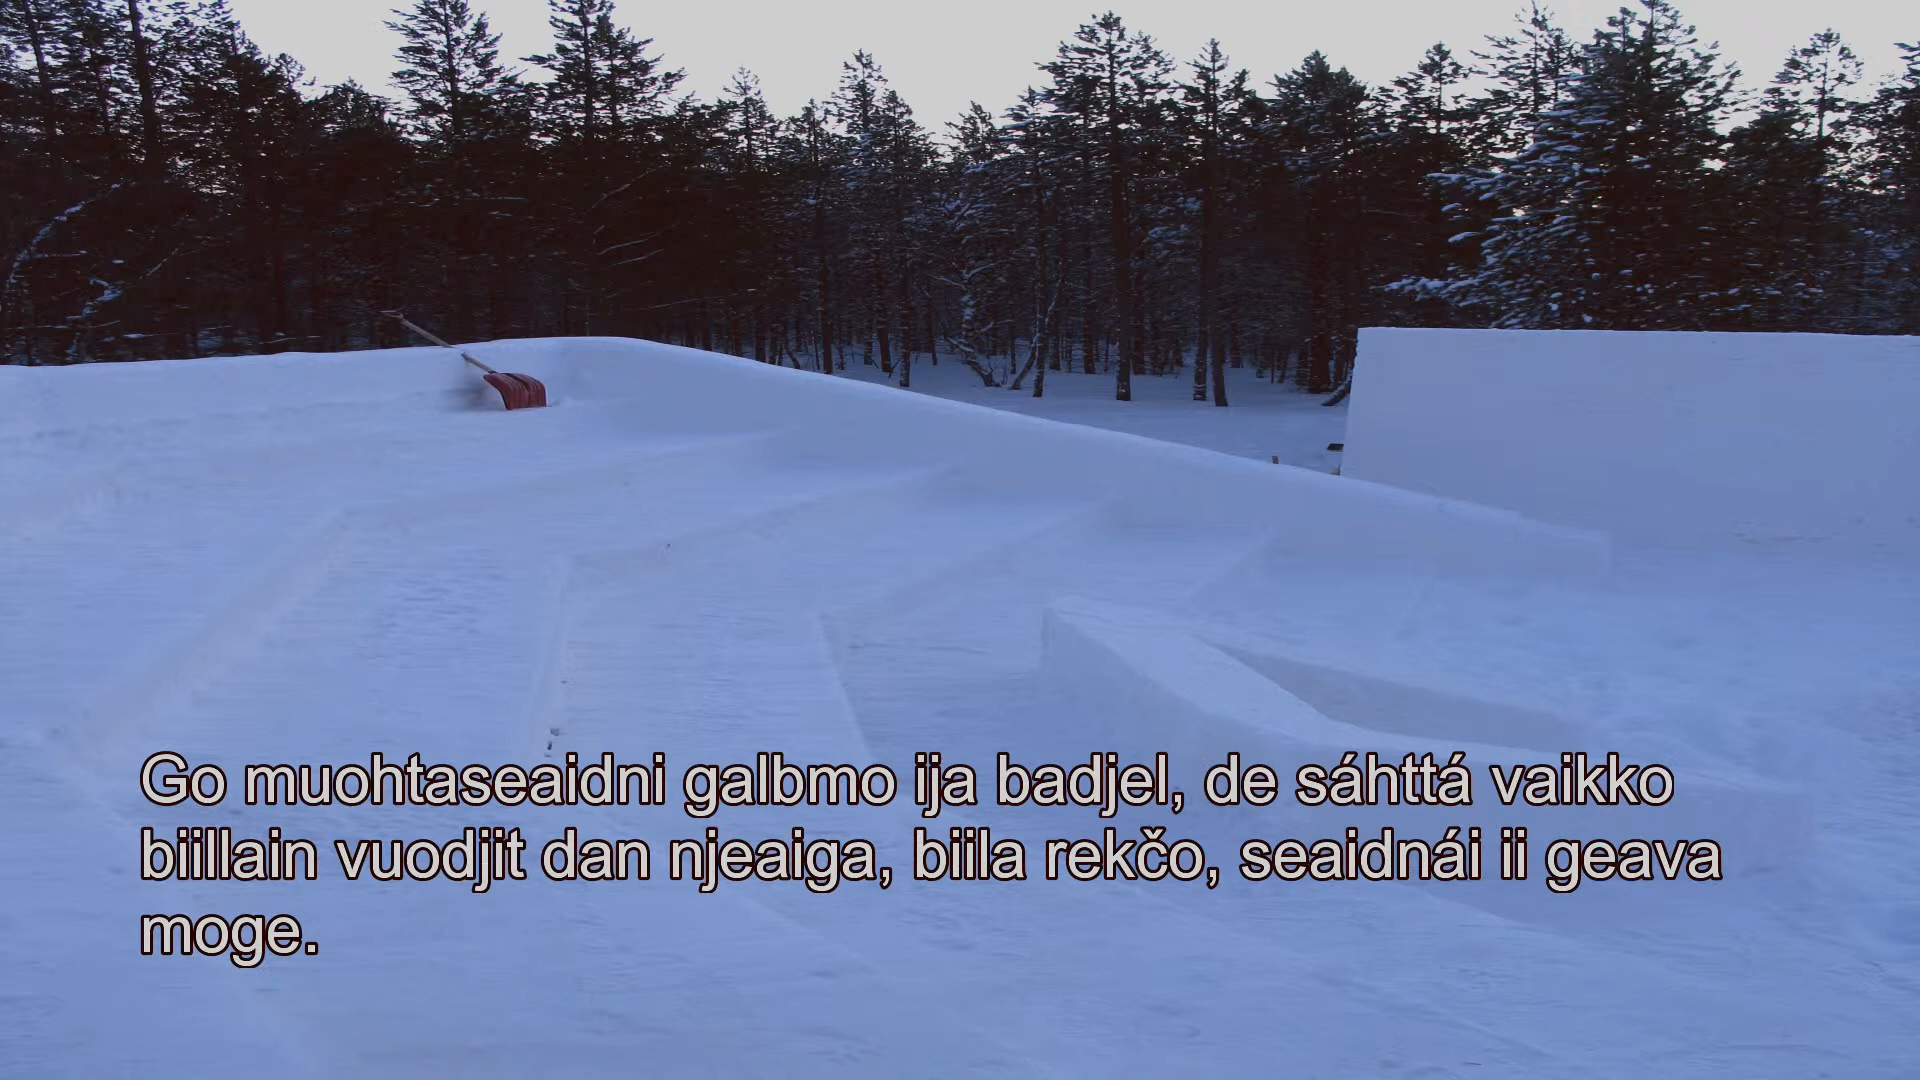 Go muohtaseaidni galbmo ija badjel, de sáhttá vaikko
biillain vuodjit dan njeaiga, biila rekčo, seaidnái ii geava
moge.